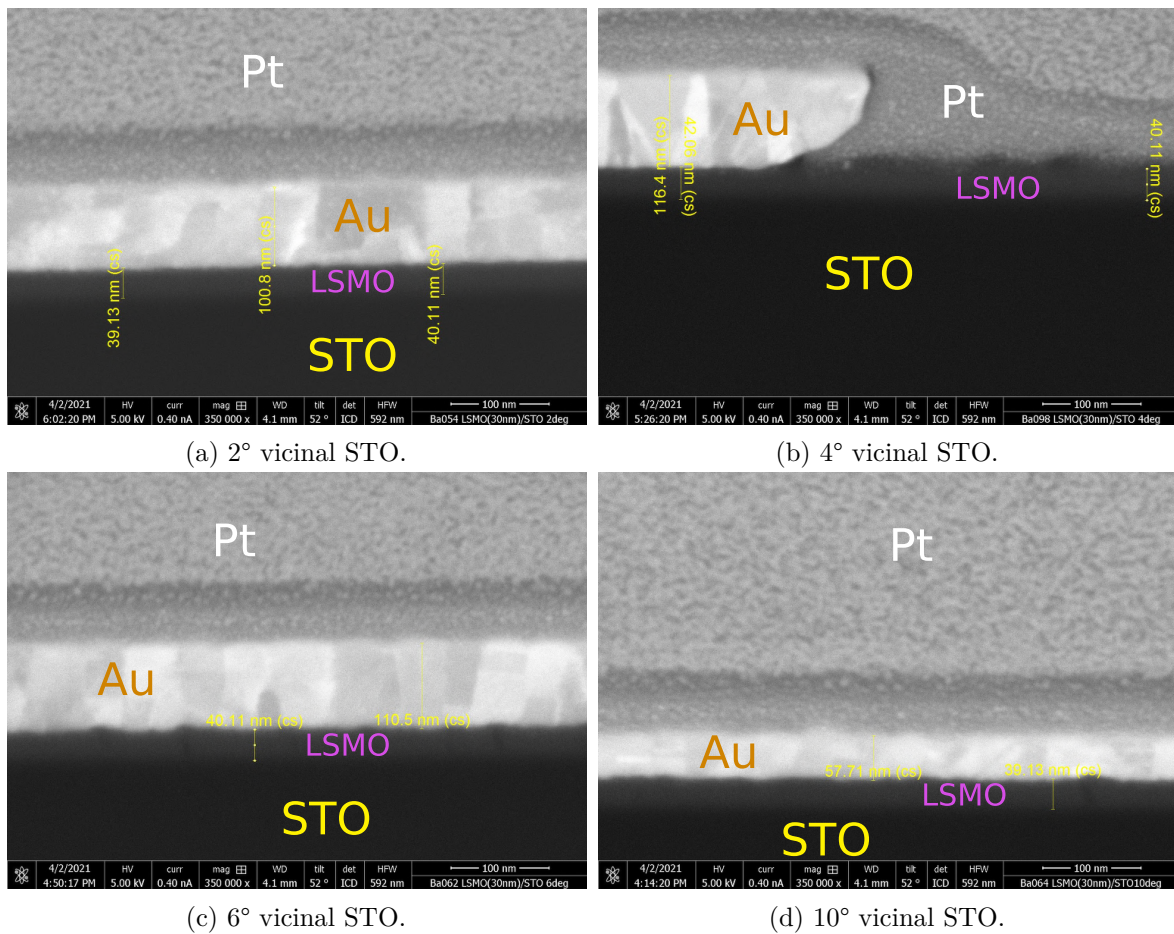 Pt
Au
LSMO
39.13 nm (cs)
100.8 nm (cs)
40.11 nm (cs)
STO
4/2/2021 HV curr mag WD tilt det HFW 100 nm
6:02:20 PM 5.00 kV 0.40 nA 350 000 x 4.1 mm 52 ° ICD 592 nm Ba054 LSMO(30nm)/STO 2deg
(a) 2° vicinal STO.
Pt
Au
116.4 nm (cs)
42.06 nm (cs)
40.11 nm (cs)
LSMO
STO
4/2/2021 HV curr mag WD tilt det HFW 100 nm
5:26:20 PM 5.00 kV 0.40 nA 350 000 x 4.1 mm 52 ° ICD 592 nm Ba098 LSMO(30nm)/STO 4deg
(b) 4° vicinal STO.
Pt
Au
40.11 nm (cs) 110.5 nm (cs)
LSMO
STO
4/2/2021 HV curr mag WD tilt det HFW 100 nm
4:50:17 PM 5.00 kV 0.40 nA 350 000 x 4.1 mm 52 ° ICD 592 nm Ba062 LSMO(30nm)/STO 6deg
(c) 6° vicinal STO.
Pt
Au
57.71 nm (cs) 39.13 nm (cs)
LSMO
STO
4/2/2021 HV curr mag WD tilt det HFW 100 nm
4:14:20 PM 5.00 kV 0.40 nA 350 000 x 4.1 mm 52 ° ICD 592 nm Ba064 LSMO(30nm)/STO10deg
(d) 10° vicinal STO.